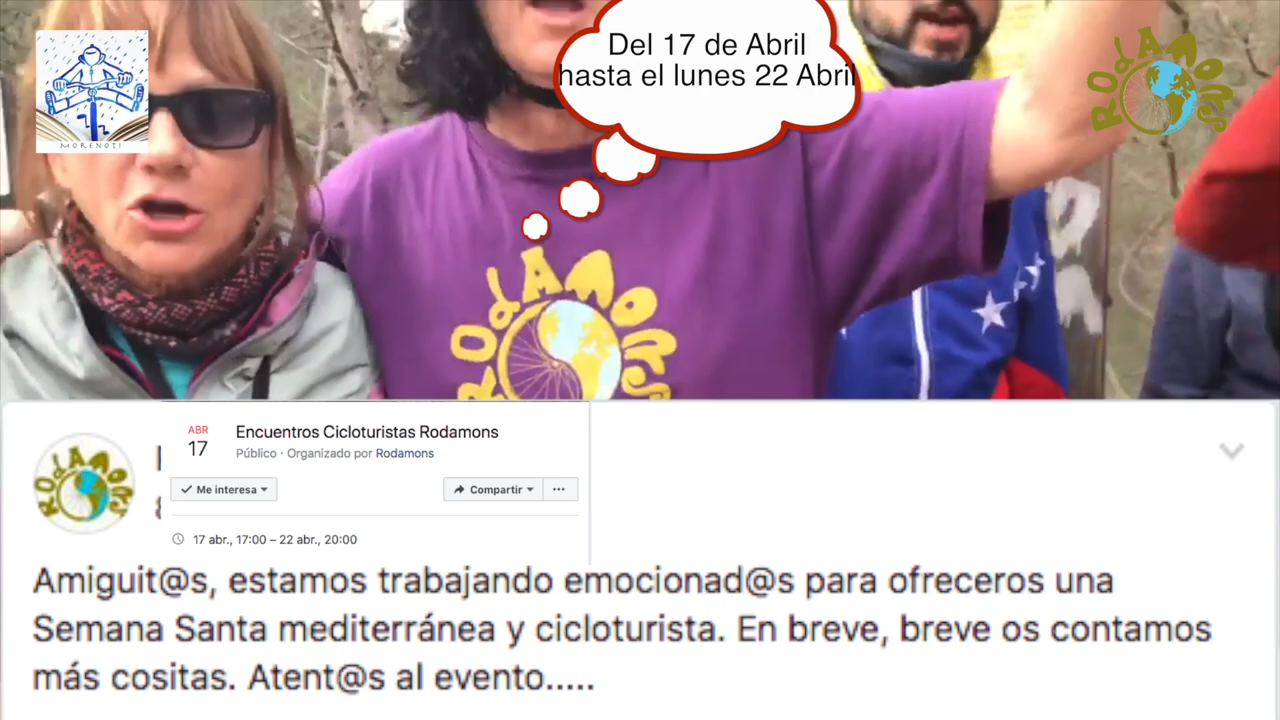 Del 17 de Abril
hasta el lunes 22 Abril
MORENOTI
RODAMONS
RODAMONS
RODAMONS
ABR
17
Encuentros Cicloturistas Rodamons
Público · Organizado por Rodamons
Me interesa
Compartir
17 abr., 17:00 – 22 abr., 20:00
Amiguit@s, estamos trabajando emocionad@s para ofreceros una
Semana Santa mediterránea y cicloturista. En breve, breve os contamos
más cositas. Atent@s al evento.....